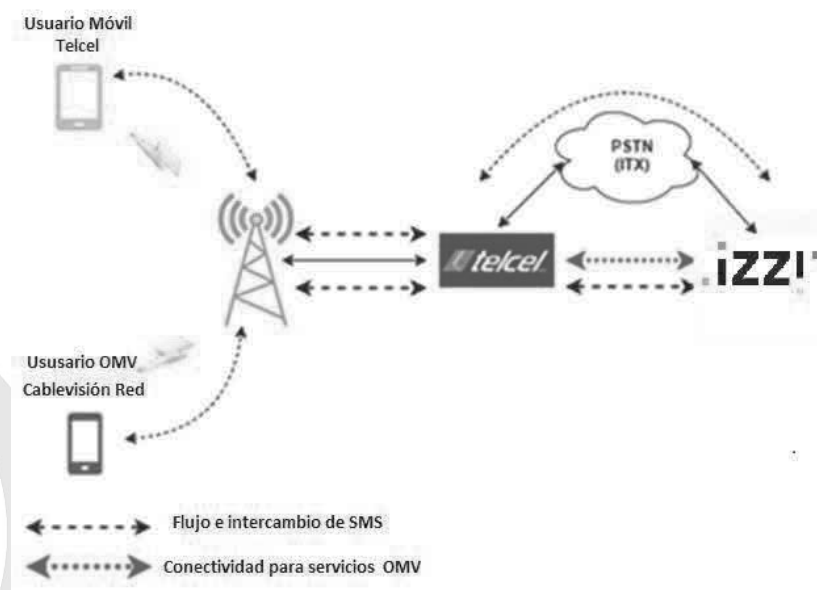 Usuario Móvil
Telcel
PSTN
(ITX)
telcel
izzi
Ususario OMV
Cablevisión Red
Flujo e intercambio de SMS
Conectividad para servicios OMV